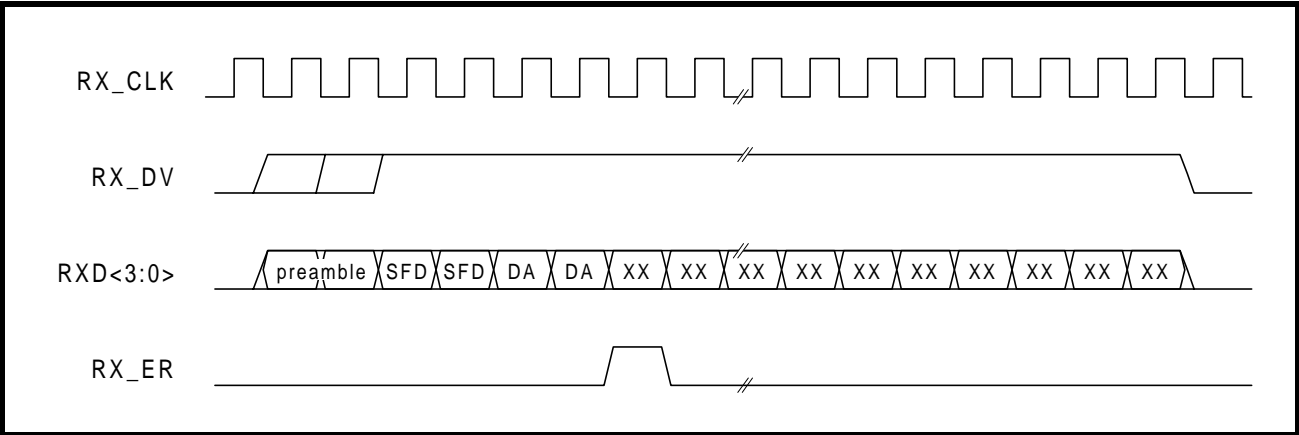 RX_CLK
RX_DV
RXD<3:0> preamble SFD SFD DA DA XX XX XX XX XX XX XX XX XX XX
RX_ER